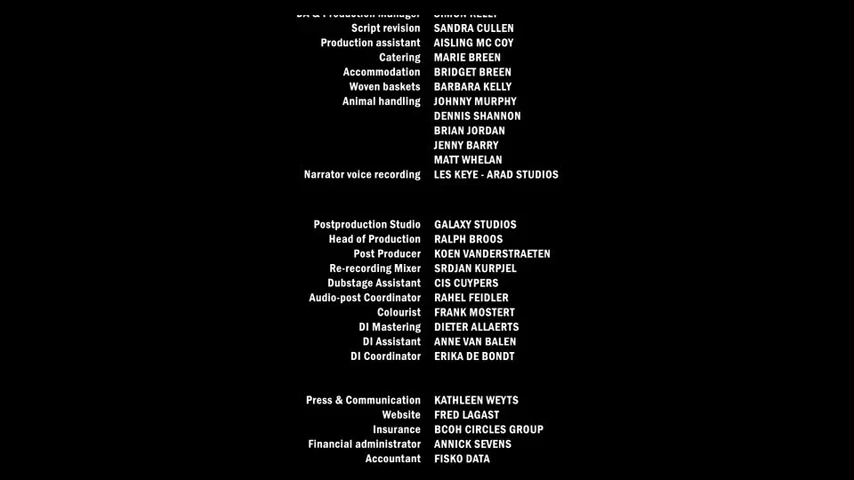 DA & Production Manager SIMON KELLY
Script revision SANDRA CULLEN
Production assistant AISLING MC COY
Catering MARIE BREEN
Accommodation BRIDGET BREEN
Woven baskets BARBARA KELLY
Animal handling JOHNNY MURPHY
DENNIS SHANNON
BRIAN JORDAN
JENNY BARRY
MATT WHELAN
Narrator voice recording LES KEYE - ARAD STUDIOS
Postproduction Studio GALAXY STUDIOS
Head of Production RALPH BROOS
Post Producer KOEN VANDERSTRAETEN
Re-recording Mixer SRDJAN KURPJEL
Dubstage Assistant CIS CUYPERS
Audio-post Coordinator RAHEL FEIDLER
Colourist FRANK MOSTERT
DI Mastering DIETER ALLAERTS
DI Assistant ANNE VAN BALEN
DI Coordinator ERIKA DE BONDT
Press & Communication KATHLEEN WEYTS
Website FRED LAGAST
Insurance BCOH CIRCLES GROUP
Financial administrator ANNICK SEVENS
Accountant FISKO DATA